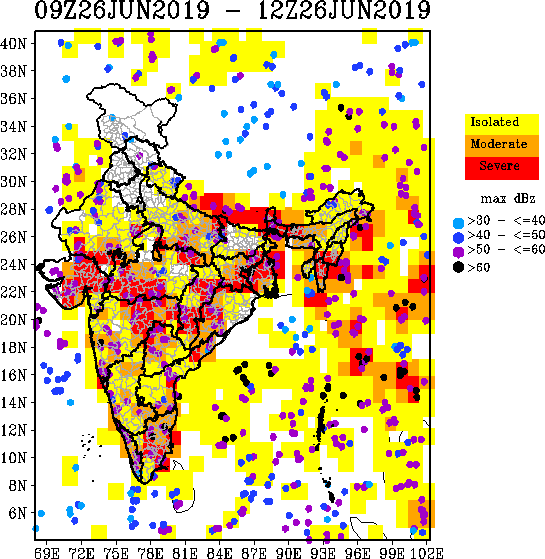 09Z26JUN2019 – 12Z26JUN2019
40N
38N
36N
34N
32N
30N
28N
26N
24N
22N
20N
18N
16N
14N
12N
10N
8N
6N
69E 72E 75E 78E 81E 84E 87E 90E 93E 96E 99E 102E
Isolated
Moderate
Severe
max dBz
>30 - <=40
>40 - <=50
>50 - <=60
>60